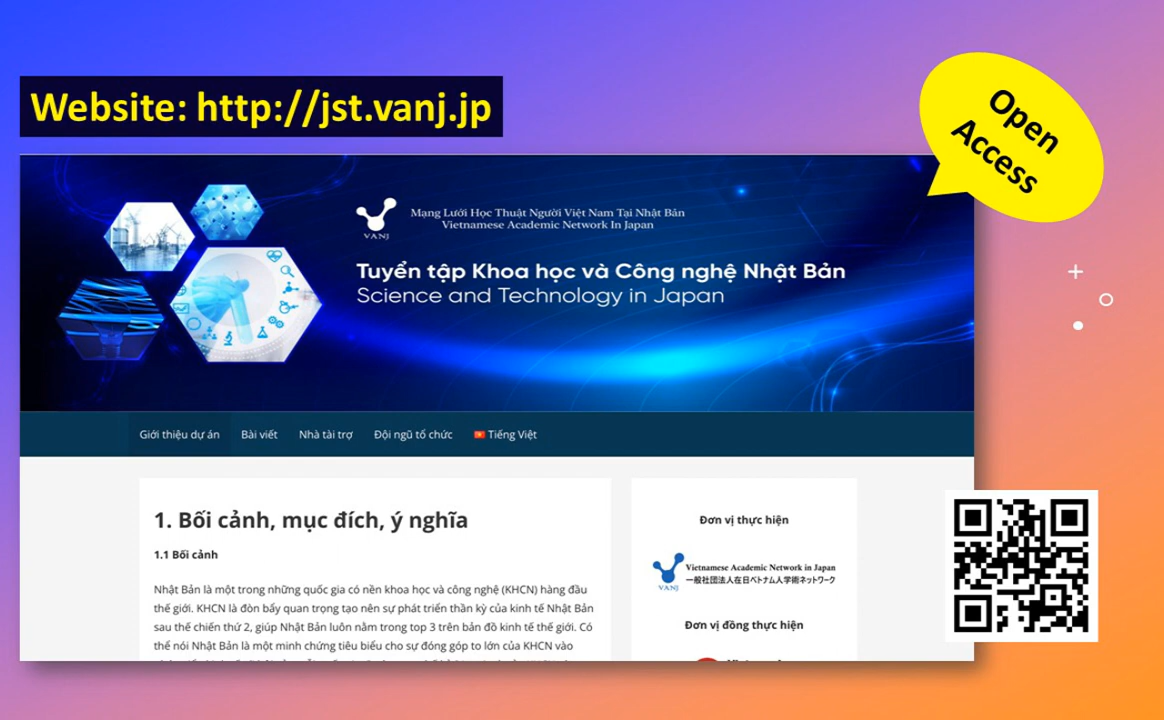 Website: http://jst.vanj.jp
Open
Access
VANJ
Mạng Lưới Học Thuật Người Việt Nam Tại Nhật Bản
Vietnamese Academic Network In Japan
Tuyển tập Khoa học và Công nghệ Nhật Bản
Science and Technology in Japan
Giới thiệu dự án Bài viết Nhà tài trợ Đội ngũ tổ chức Tiếng Việt
1. Bối cảnh, mục đích, ý nghĩa
1.1 Bối cảnh
Nhật Bản là một trong những quốc gia có nền khoa học và công nghệ (KHCN) hàng đầu
thế giới. KHCN là đòn bẩy quan trọng tạo nên sự phát triển thần kỳ của kinh tế Nhật Bản
sau thế chiến thứ 2, giúp Nhật Bản luôn nằm trong top 3 trên bản đồ kinh tế thế giới. Có
thể nói Nhật Bản là một minh chứng tiêu biểu cho sự đóng góp to lớn của KHCN vào
Đơn vị thực hiện
VANJ
Vietnamese Academic Network in Japan
一般社団法人在日ベトナム人学術ネットワーク
Đơn vị đồng thực hiện